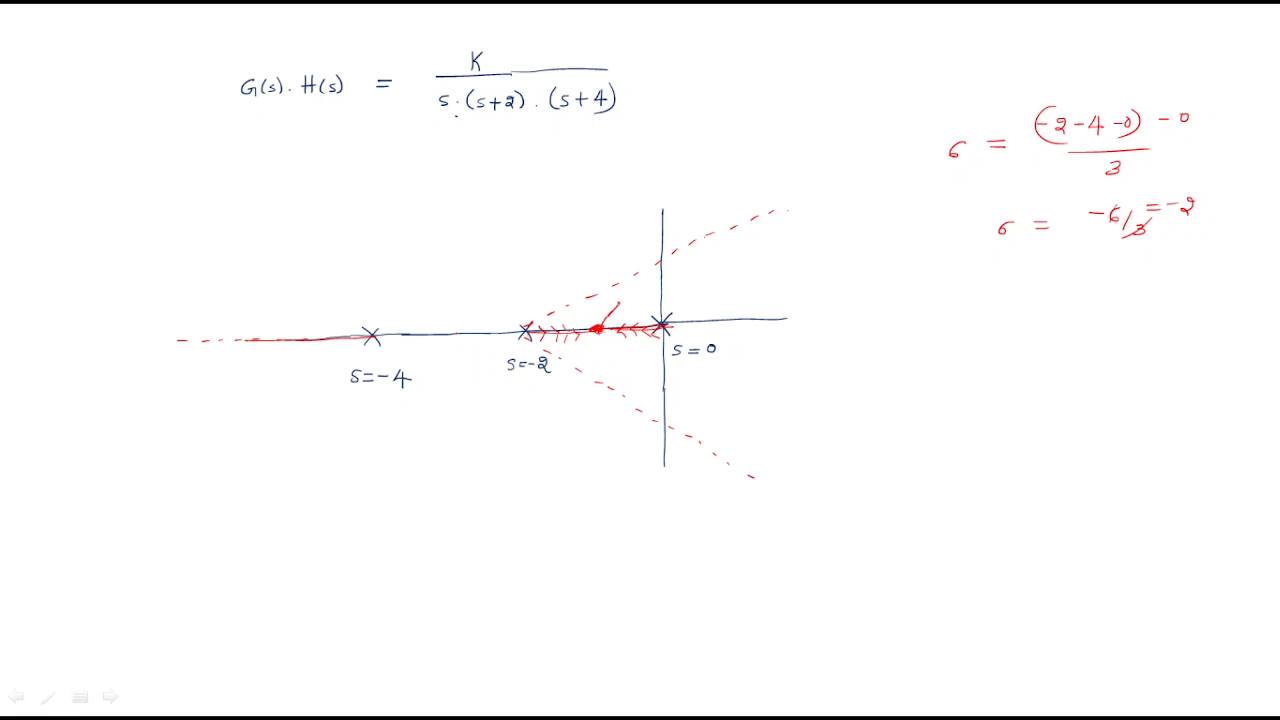 G(s) . H(s) = K / s . (s+2) . (s+4)
σ = (-2 - 4 - 0) - 0 / 3
σ = -6/3 = -2
s=-4
s=-2
s=0